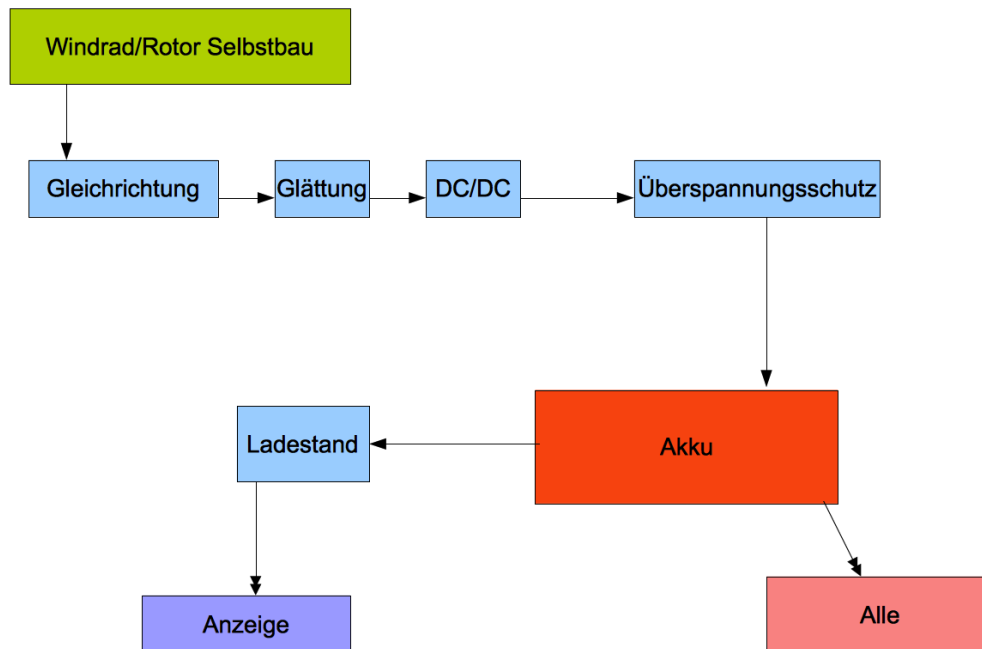 Windrad/Rotor Selbstbau
Gleichrichtung
Glättung
DC/DC
Überspannungsschutz
Ladestand
Akku
Anzeige
Alle